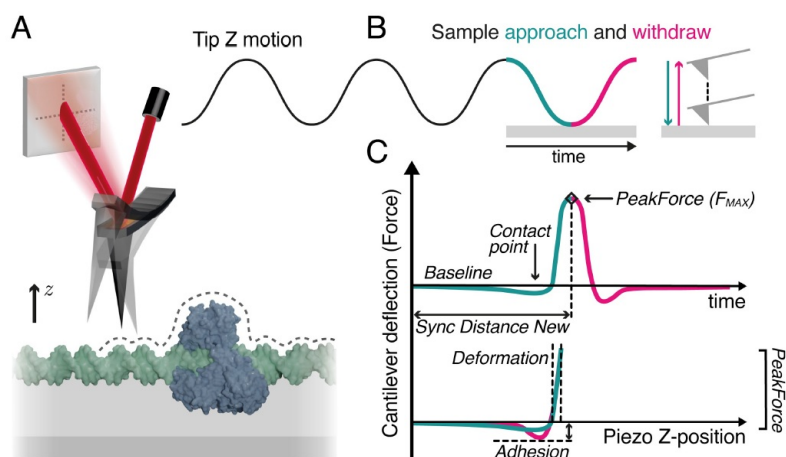 A
Tip Z motion
z
B
Sample approach and withdraw
time
C
Cantilever deflection (Force)
PeakForce (FMAX)
Contact
point
Baseline
time
Sync Distance New
Deformation
PeakForce
Piezo Z-position
Adhesion